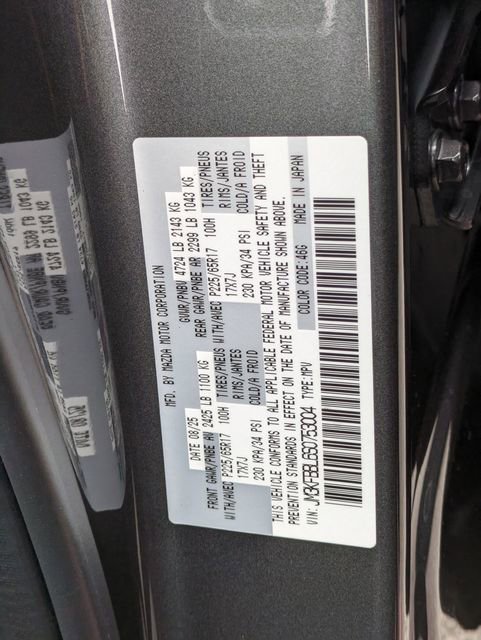 MFD. BY MAZDA MOTOR CORPORATION
DATE 08/25 GVWR/PNBV 4724 LB 2143 KG
FRONT GAWR/PNBE AV 2425 LB 1100 KG REAR GAWR/PNBE AR 2299 LB 1043 KG
WITH/AVEC P225/65R17 100H TIRES/PNEUS WITH/AVEC P225/65R17 100H TIRES/PNEUS
17X7J RIMS/JANTES 17X7J RIMS/JANTES
230 KPA/34 PSI COLD/A FROID 230 KPA/34 PSI COLD/A FROID
THIS VEHICLE CONFORMS TO ALL APPLICABLE FEDERAL MOTOR VEHICLE SAFETY AND THEFT
PREVENTION STANDARDS IN EFFECT ON THE DATE OF MANUFACTURE SHOWN ABOVE.
VIN: JM3KFBBL6S0753004 TYPE:MPV COLOR CODE:46G MADE IN JAPAN